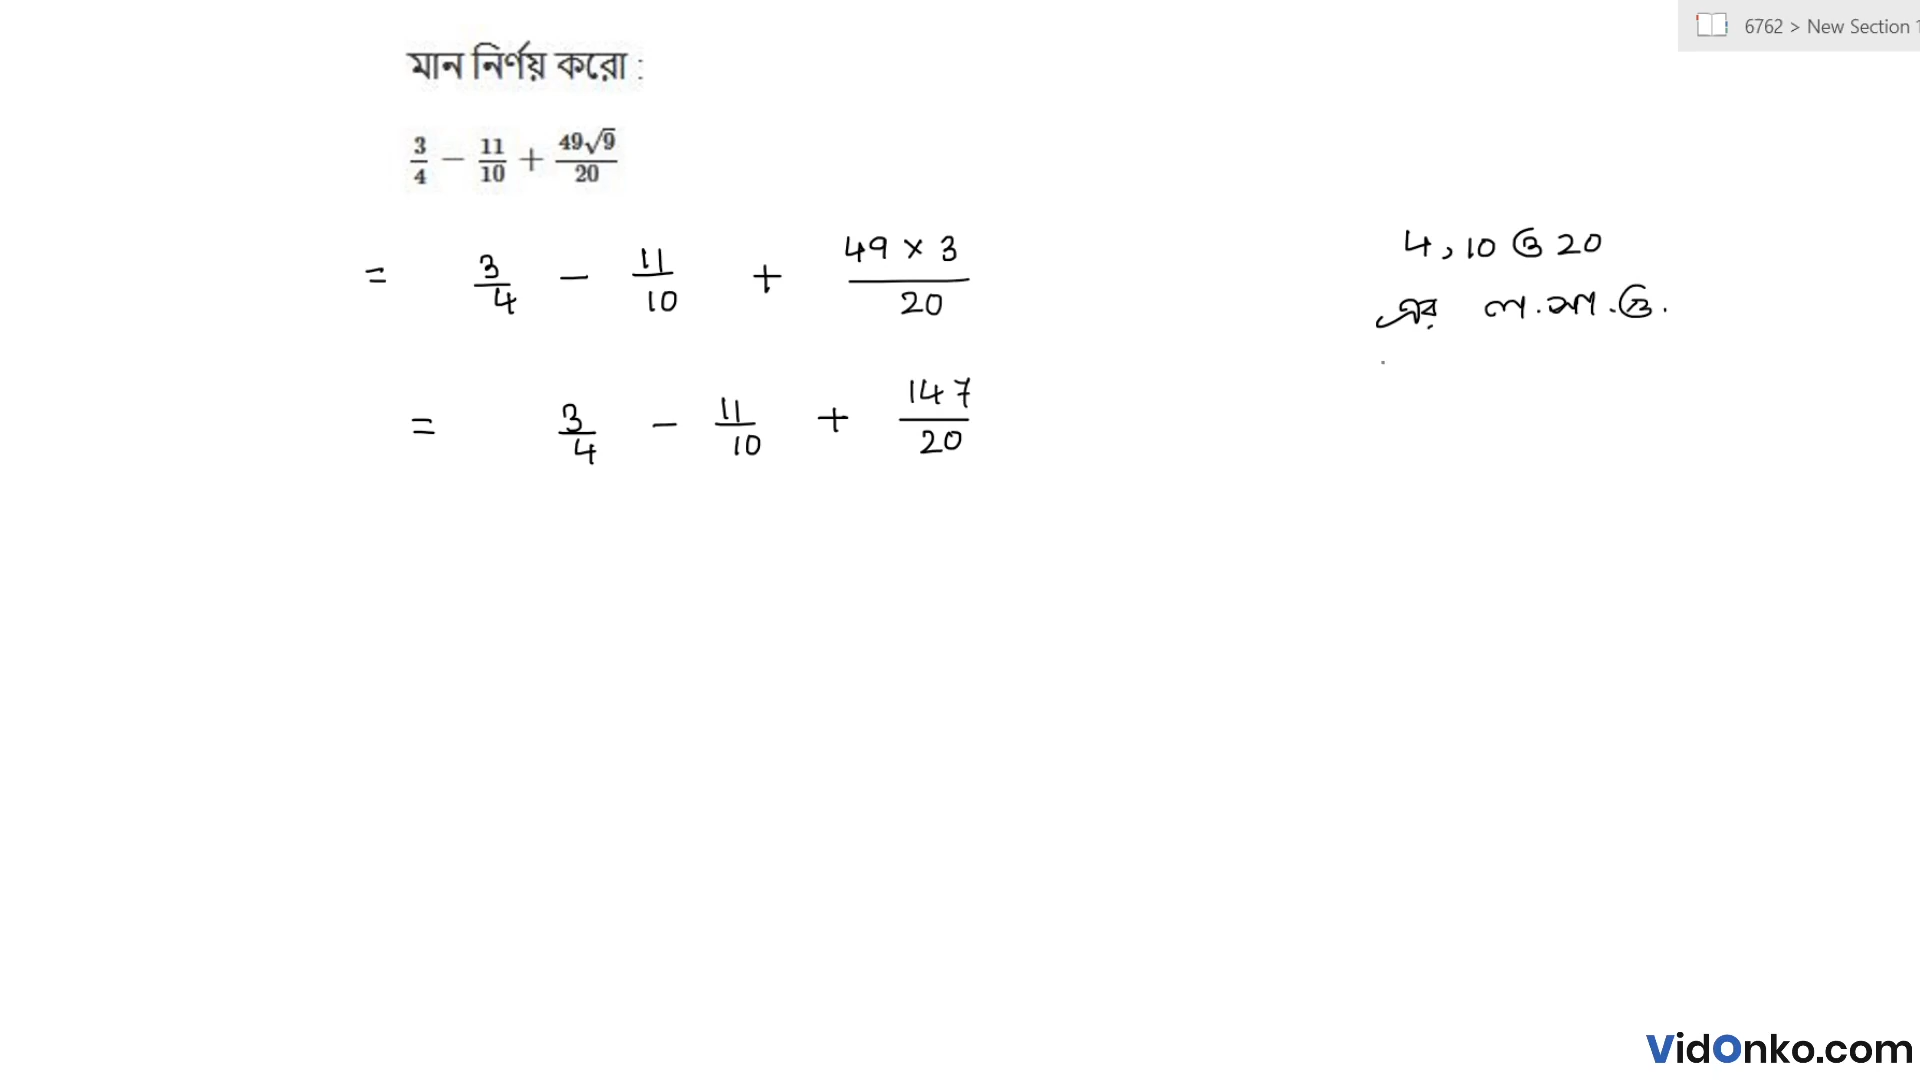 6762 > New Section 1
মান নির্ণয় করো :
3/4 − 11/10 + 49√9/20
= 3/4 − 11/10 + 49 × 3/20
4, 10 ও 20
এর ল.সা.গু.
= 3/4 − 11/10 + 147/20
VidOnko.com